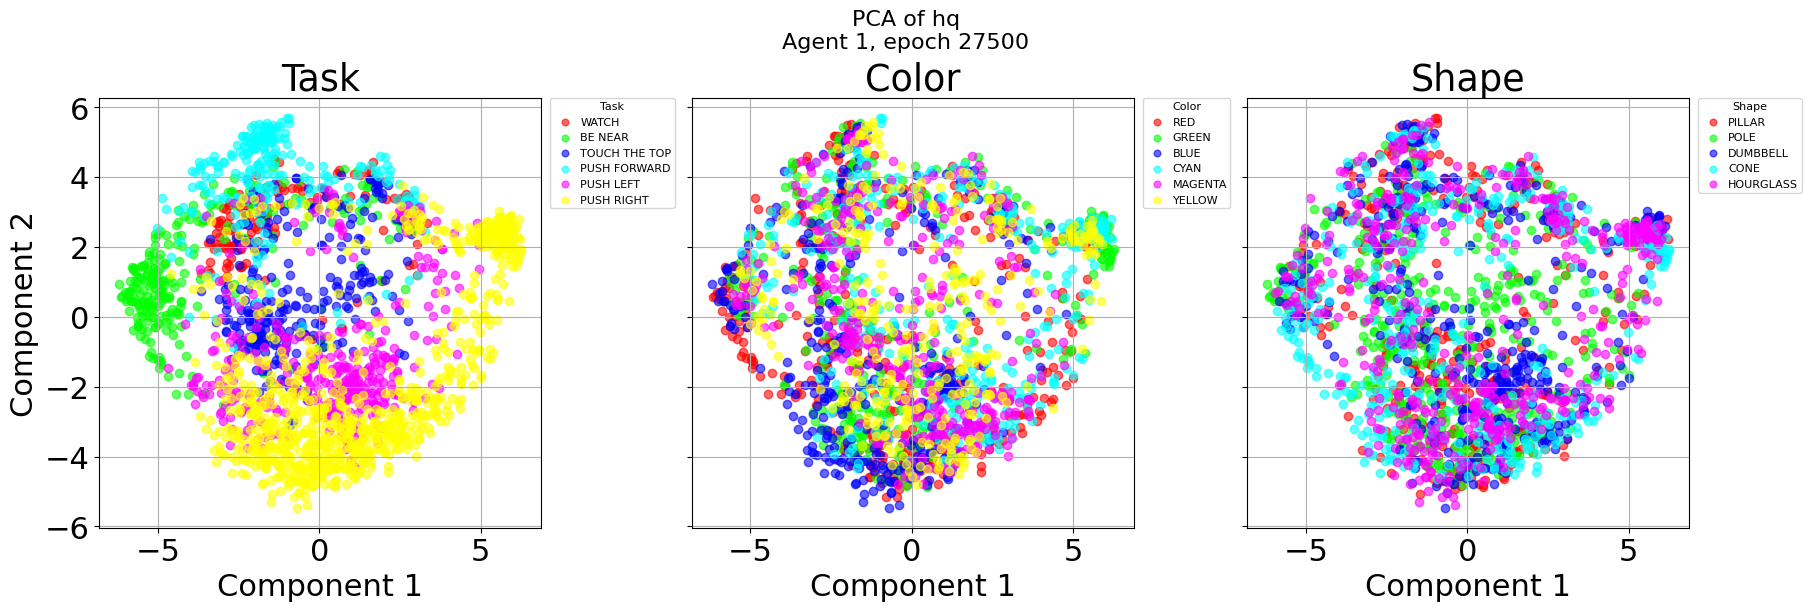 PCA of hq
Agent 1, epoch 27500
Task
6
4
2
0
−2
−4
−6
Component 2
−5
0
5
Component 1
Task
WATCH
BE NEAR
TOUCH THE TOP
PUSH FORWARD
PUSH LEFT
PUSH RIGHT
Color
−5
0
5
Component 1
Color
RED
GREEN
BLUE
CYAN
MAGENTA
YELLOW
Shape
−5
0
5
Component 1
Shape
PILLAR
POLE
DUMBBELL
CONE
HOURGLASS